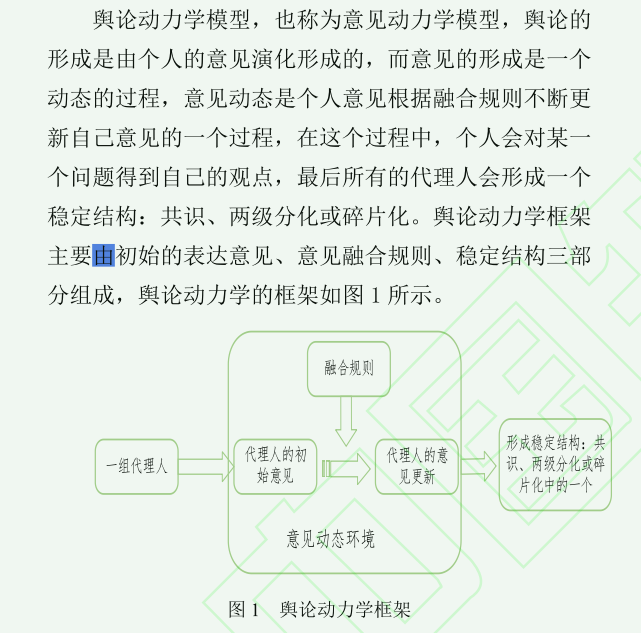 舆论动力学模型，也称为意见动力学模型，舆论的
形成是由个人的意见演化形成的，而意见的形成是一个
动态的过程，意见动态是个人意见根据融合规则不断更
新自己意见的一个过程，在这个过程中，个人会对某一
个问题得到自己的观点，最后所有的代理人会形成一个
稳定结构：共识、两级分化或碎片化。舆论动力学框架
主要由初始的表达意见、意见融合规则、稳定结构三部
分组成，舆论动力学的框架如图 1 所示。
融合规则
一组代理人
代理人的初
始意见
代理人的意
见更新
形成稳定结构：共
识、两级分化或碎
片化中的一个
意见动态环境
图 1 舆论动力学框架